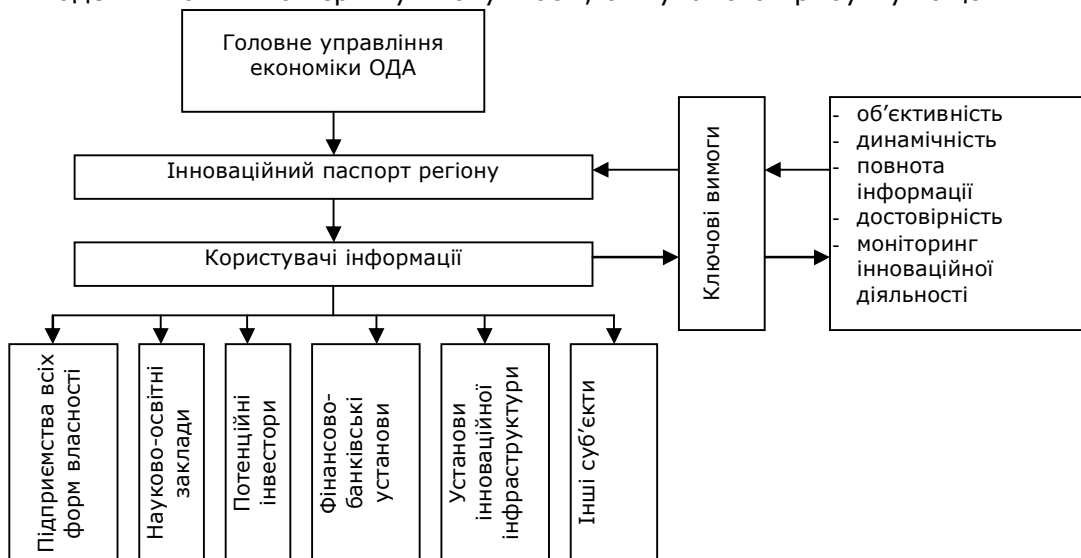 Головне управління
економіки ОДА
Інноваційний паспорт регіону
Користувачі інформації
Ключові вимоги
- об’єктивність
- динамічність
- повнота
інформації
- достовірність
- моніторинг
інноваційної
діяльності
Підприємства всіх
форм власності
Науково-освітні
заклади
Потенційні
інвестори
Фінансово-
банківські
установи
Установи
інноваційної
інфраструктури
Інші суб’єкти